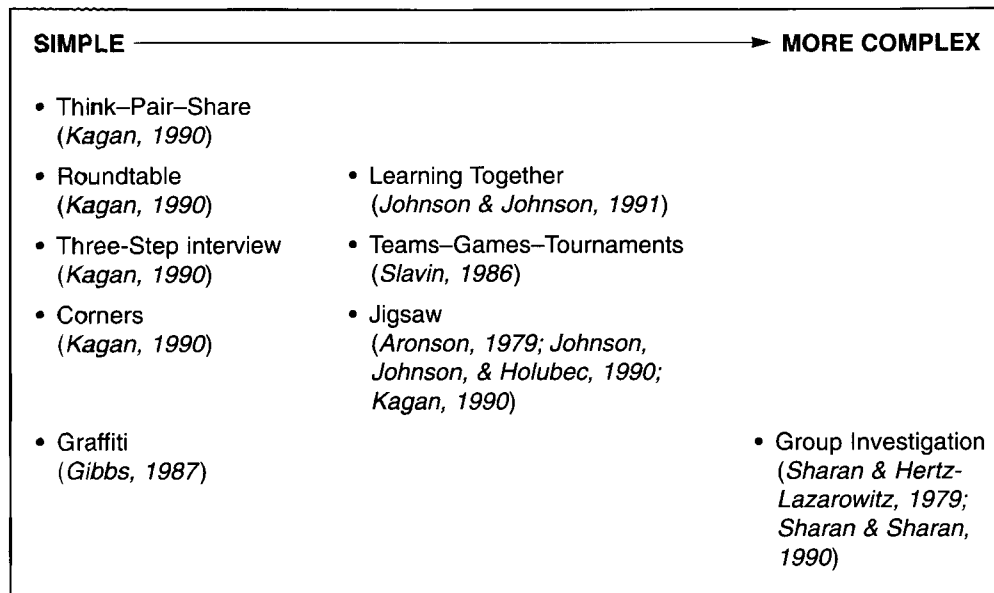 SIMPLE MORE COMPLEX
• Think–Pair–Share
(Kagan, 1990)
• Roundtable
(Kagan, 1990)
• Three-Step interview
(Kagan, 1990)
• Corners
(Kagan, 1990)
• Graffiti
(Gibbs, 1987)
• Learning Together
(Johnson & Johnson, 1991)
• Teams–Games–Tournaments
(Slavin, 1986)
• Jigsaw
(Aronson, 1979; Johnson,
Johnson, & Holubec, 1990;
Kagan, 1990)
• Group Investigation
(Sharan & Hertz-
Lazarowitz, 1979;
Sharan & Sharan,
1990)